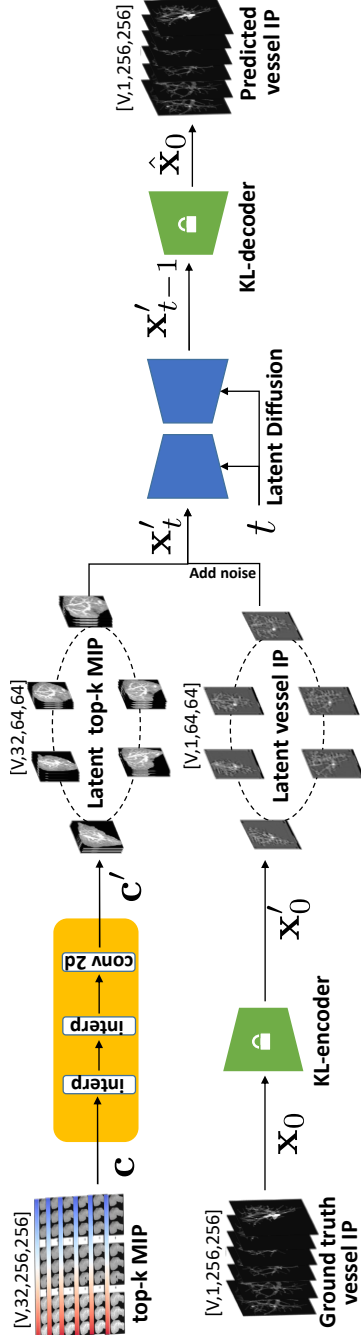 [V,32,256,256]
top-k MIP
c
interp
interp
conv 2d
c′
[V,32,64,64]
Latent top-k MIP
[V,1,256,256]
Ground truth
vessel IP
x₀
KL-encoder
x′₀
[V,1,64,64]
Latent vessel IP
Add noise
x′ₜ
t
Latent Diffusion
x′ₜ₋₁
KL-decoder
x̂₀
[V,1,256,256]
Predicted
vessel IP